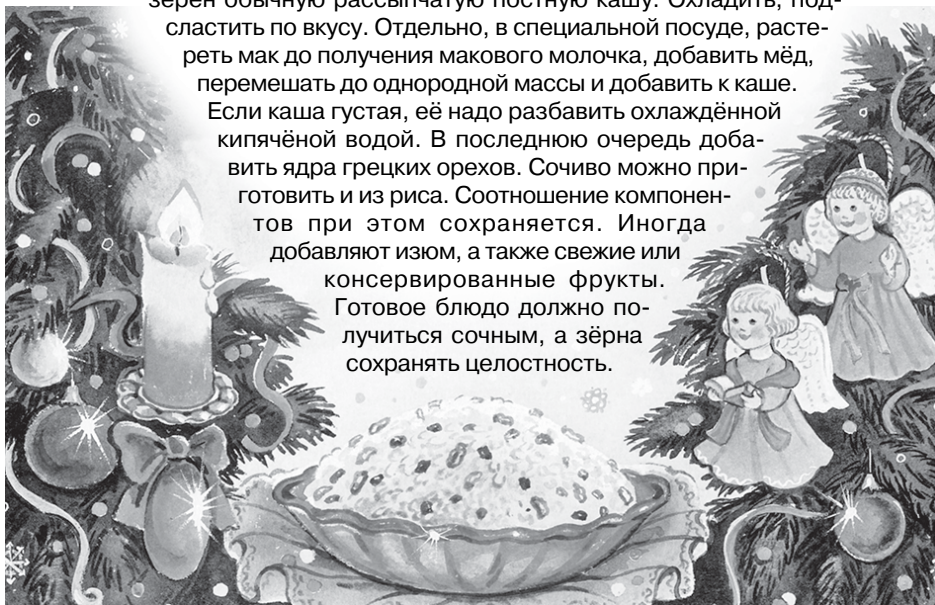 зерен обычную рассыпчатую постную кашу. Охладить, под-
сластить по вкусу. Отдельно, в специальной посуде, расте-
реть мак до получения макового молочка, добавить мёд,
перемешать до однородной массы и добавить к каше.
Если каша густая, её надо разбавить охлаждённой
кипячёной водой. В последнюю очередь доба-
вить ядра грецких орехов. Сочиво можно при-
готовить и из риса. Соотношение компонен-
тов при этом сохраняется. Иногда
добавляют изюм, а также свежие или
консервированные фрукты.
Готовое блюдо должно по-
лучиться сочным, а зёрна
сохранять целостность.